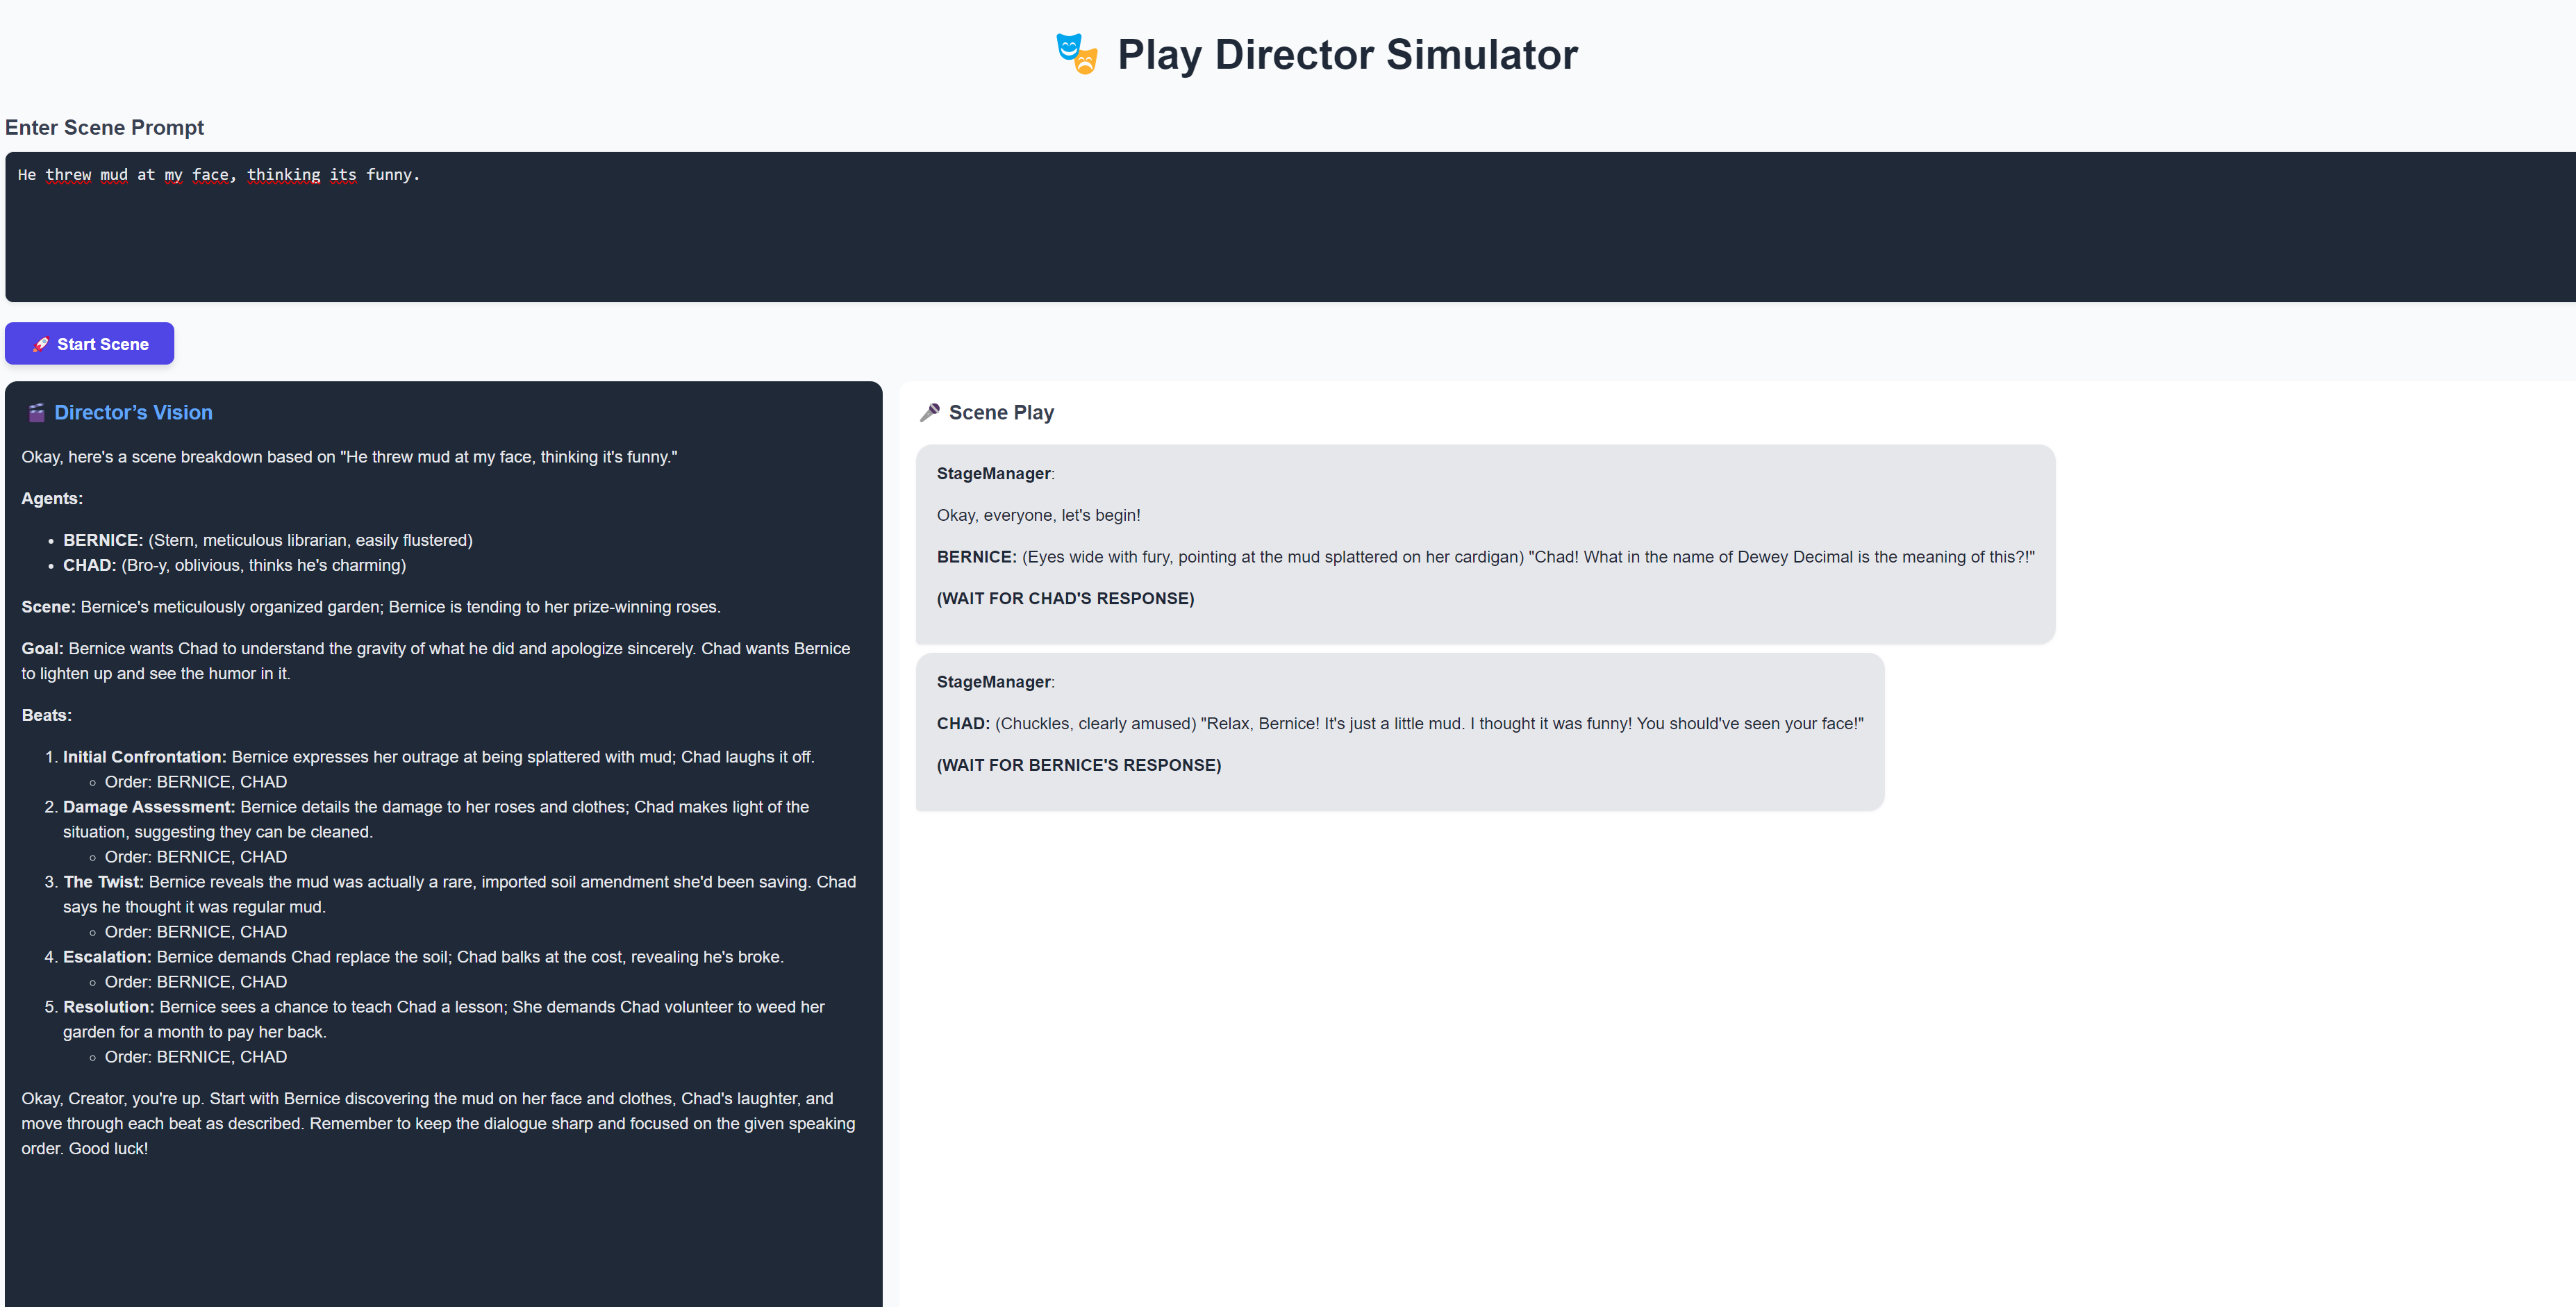 Play Director Simulator
Enter Scene Prompt
He threw mud at my face, thinking its funny.
Start Scene
Director’s Vision
Okay, here's a scene breakdown based on "He threw mud at my face, thinking it's funny."
Agents:
• BERNICE: (Stern, meticulous librarian, easily flustered)
• CHAD: (Bro-y, oblivious, thinks he's charming)
Scene: Bernice's meticulously organized garden; Bernice is tending to her prize-winning roses.
Goal: Bernice wants Chad to understand the gravity of what he did and apologize sincerely. Chad wants Bernice
to lighten up and see the humor in it.
Beats:
1. Initial Confrontation: Bernice expresses her outrage at being splattered with mud; Chad laughs it off.
◦ Order: BERNICE, CHAD
2. Damage Assessment: Bernice details the damage to her roses and clothes; Chad makes light of the
situation, suggesting they can be cleaned.
◦ Order: BERNICE, CHAD
3. The Twist: Bernice reveals the mud was actually a rare, imported soil amendment she'd been saving. Chad
says he thought it was regular mud.
◦ Order: BERNICE, CHAD
4. Escalation: Bernice demands Chad replace the soil; Chad balks at the cost, revealing he's broke.
◦ Order: BERNICE, CHAD
5. Resolution: Bernice sees a chance to teach Chad a lesson; She demands Chad volunteer to weed her
garden for a month to pay her back.
◦ Order: BERNICE, CHAD
Okay, Creator, you're up. Start with Bernice discovering the mud on her face and clothes, Chad's laughter, and
move through each beat as described. Remember to keep the dialogue sharp and focused on the given speaking
order. Good luck!
Scene Play
StageManager:
Okay, everyone, let's begin!
BERNICE: (Eyes wide with fury, pointing at the mud splattered on her cardigan) "Chad! What in the name of Dewey Decimal is the meaning of this?!"
(WAIT FOR CHAD'S RESPONSE)
StageManager:
CHAD: (Chuckles, clearly amused) "Relax, Bernice! It's just a little mud. I thought it was funny! You should've seen your face!"
(WAIT FOR BERNICE'S RESPONSE)